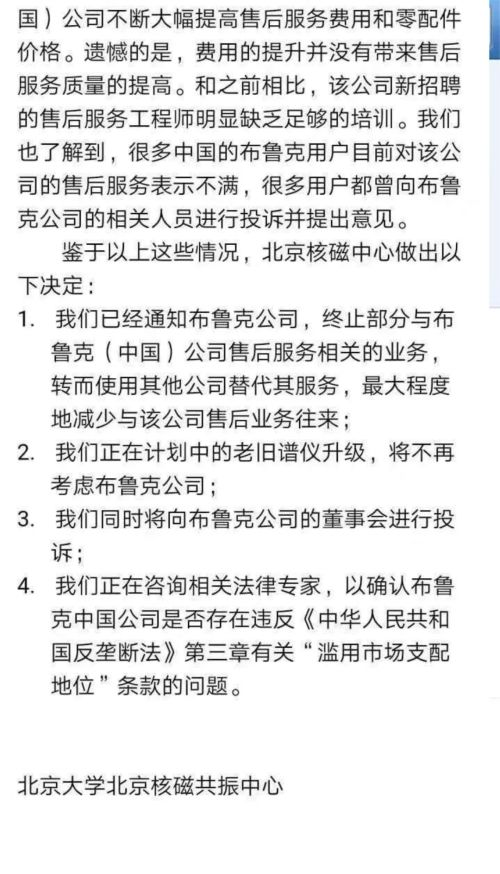 国）公司不断大幅提高售后服务费用和零配件
价格。遗憾的是，费用的提升并没有带来售后
服务质量的提高。和之前相比，该公司新招聘
的售后服务工程师明显缺乏足够的培训。我们
也了解到，很多中国的布鲁克用户目前对该公
司的售后服务表示不满，很多用户都曾向布鲁
克公司的相关人员进行投诉并提出意见。
鉴于以上这些情况，北京核磁中心做出以
下决定：
1. 我们已经通知布鲁克公司，终止部分与布
鲁克（中国）公司售后服务相关的业务，
转而使用其他公司替代其服务，最大程度
地减少与该公司售后业务往来；
2. 我们正在计划中的老旧谱仪升级，将不再
考虑布鲁克公司；
3. 我们同时将向布鲁克公司的董事会进行投
诉；
4. 我们正在咨询相关法律专家，以确认布鲁
克中国公司是否存在违反《中华人民共和
国反垄断法》第三章有关“滥用市场支配
地位”条款的问题。
北京大学北京核磁共振中心